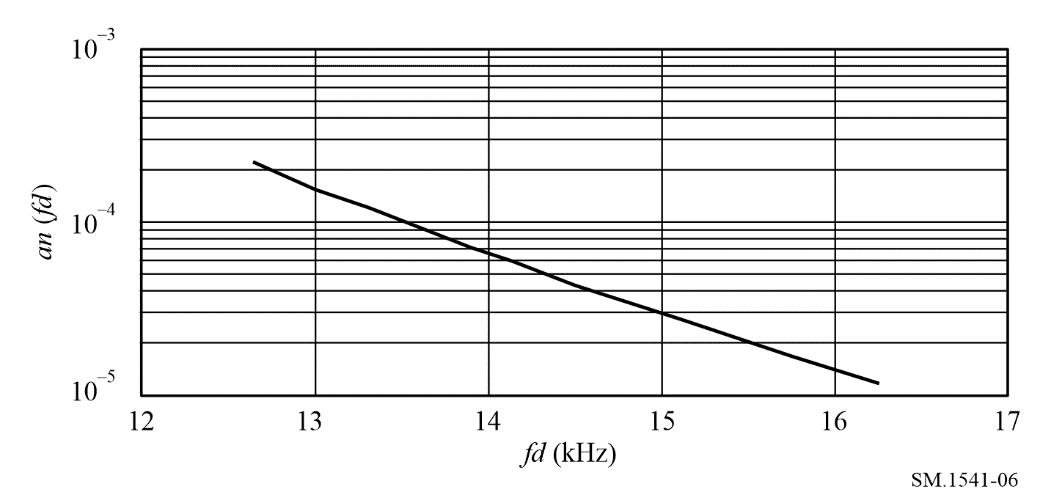 10–3
10–4
10–5
an (fd)
12 13 14 15 16 17
fd (kHz)
SM.1541-06